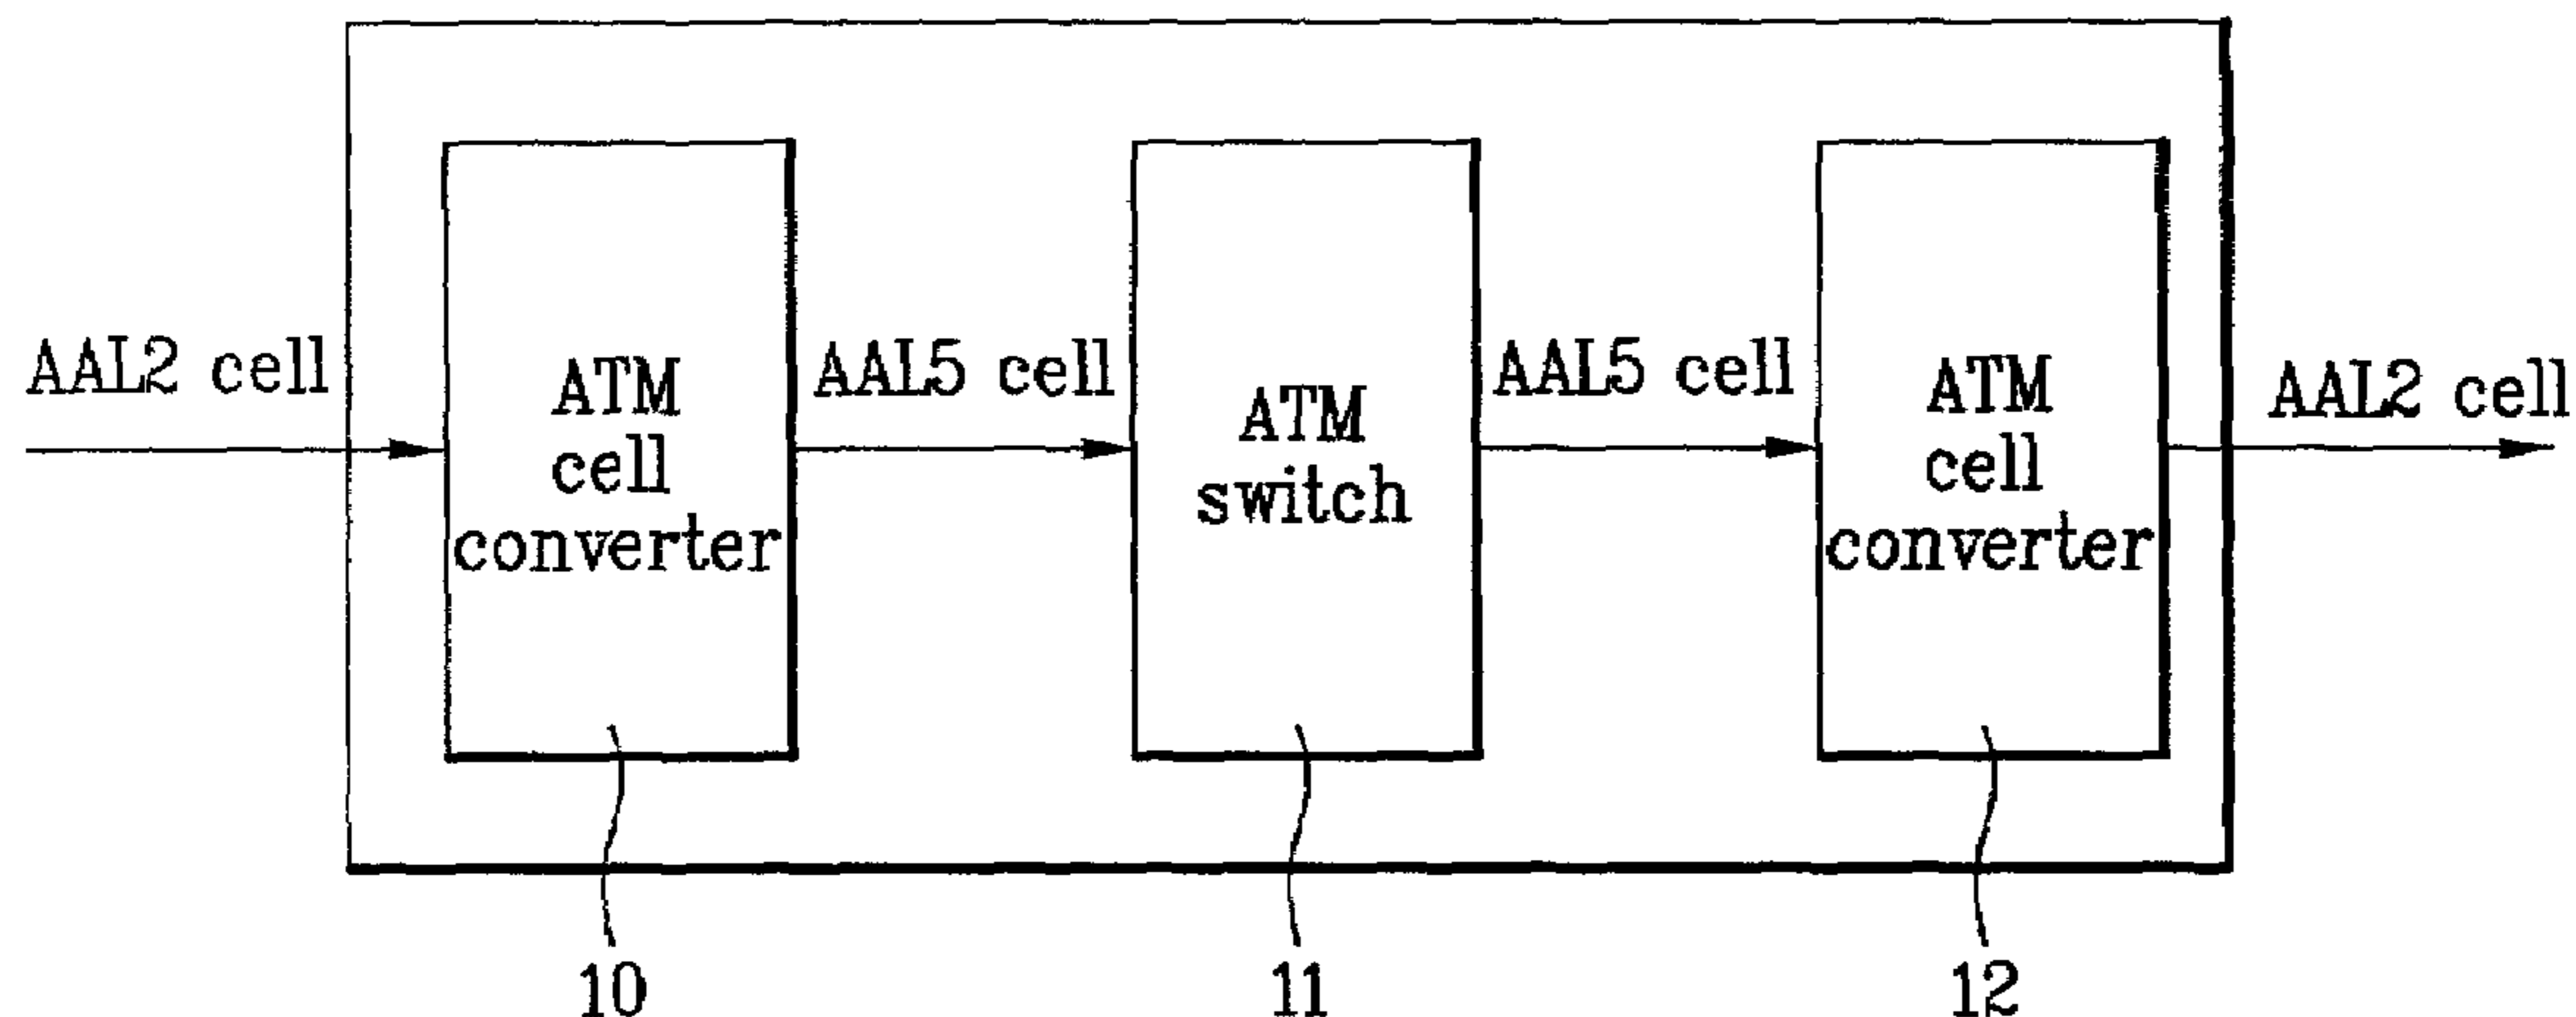 AAL2 cell
ATM
cell
converter
AAL5 cell
ATM
switch
AAL5 cell
ATM
cell
converter
AAL2 cell
10
11
12